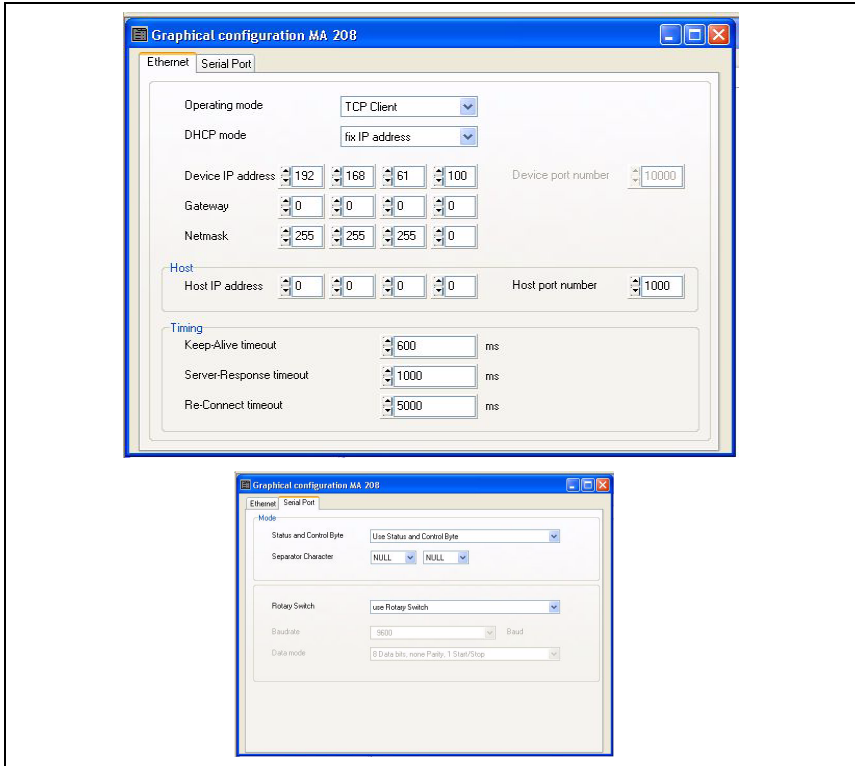 Graphical configuration MA 208
Ethernet Serial Port
Operating mode TCP Client
DHCP mode fix IP address
Device IP address 192 168 61 100 Device port number 10000
Gateway 0 0 0 0
Netmask 255 255 255 0
Host
Host IP address 0 0 0 0 Host port number 1000
Timing
Keep-Alive timeout 600 ms
Server-Response timeout 1000 ms
Re-Connect timeout 5000 ms
Graphical configuration MA 208
Ethernet Serial Port
Mode
Status and Control Byte Use Status and Control Byte
Separator Character NULL NULL
Rotary Switch use Rotary Switch
Baudrate 9600 Baud
Data mode 8 Data bits, none Parity, 1 Start/Stop